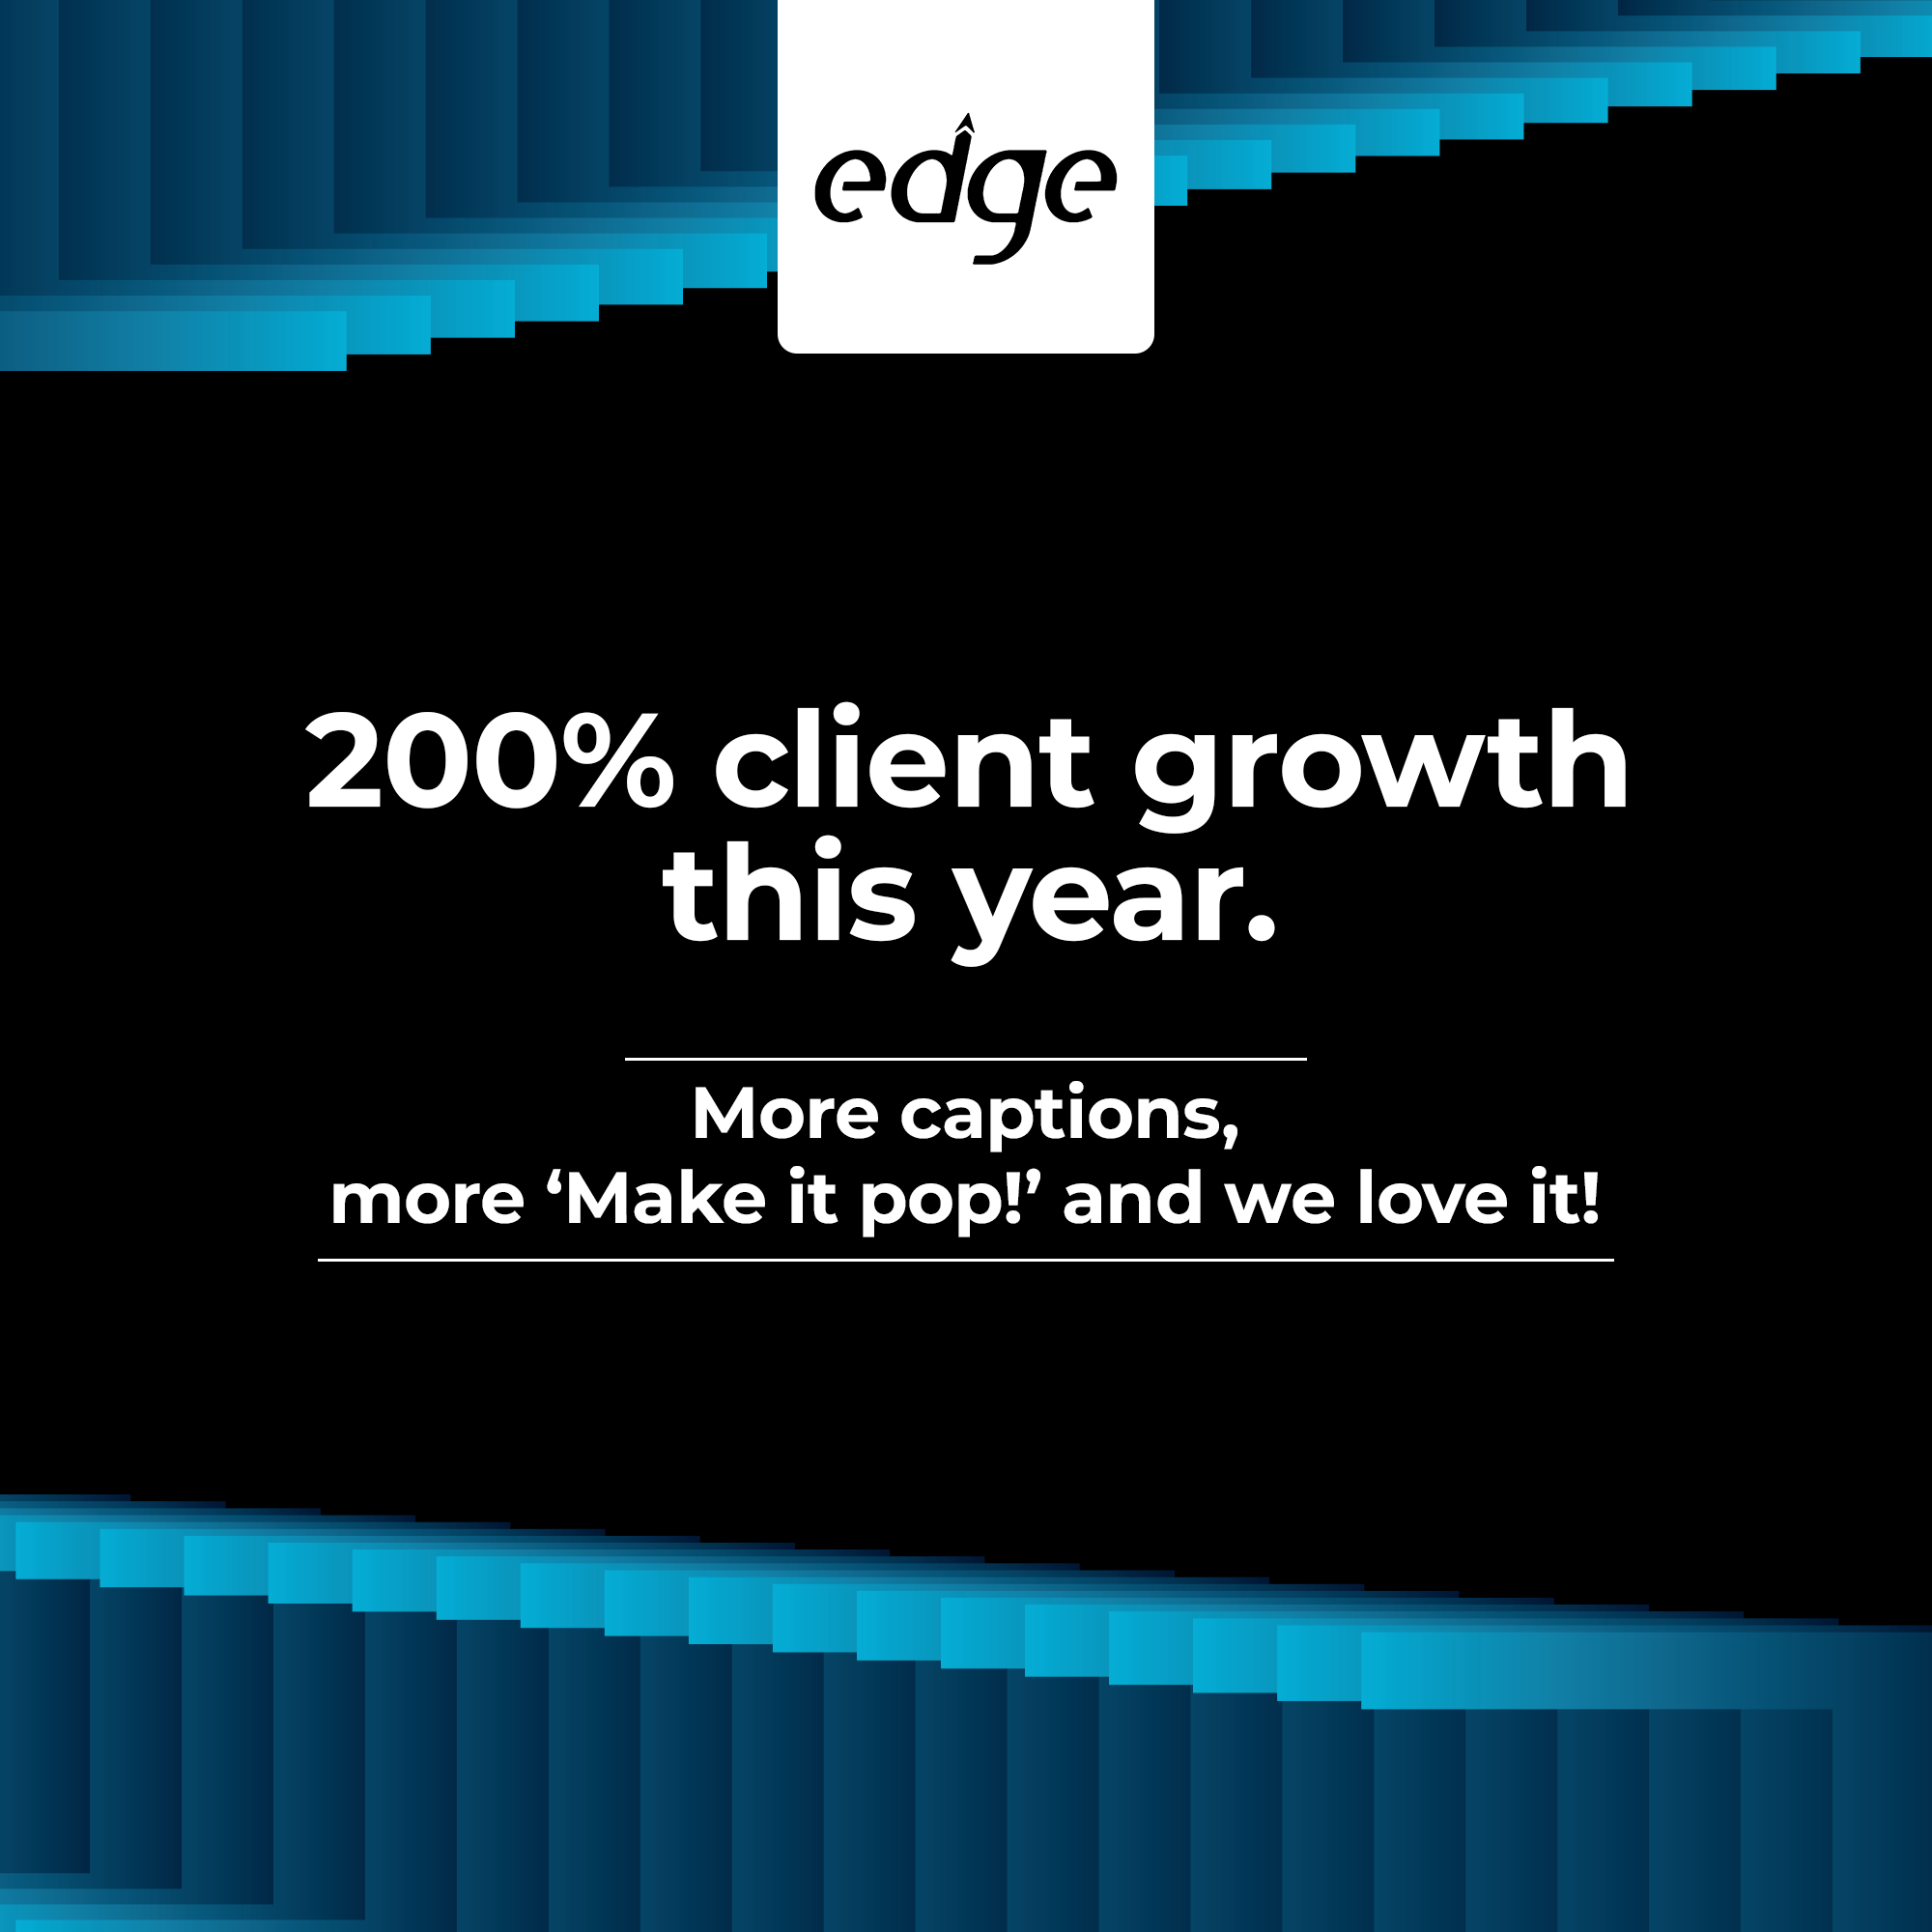 edge
200% client growth
this year.
More captions,
more ‘Make it pop!’ and we love it!